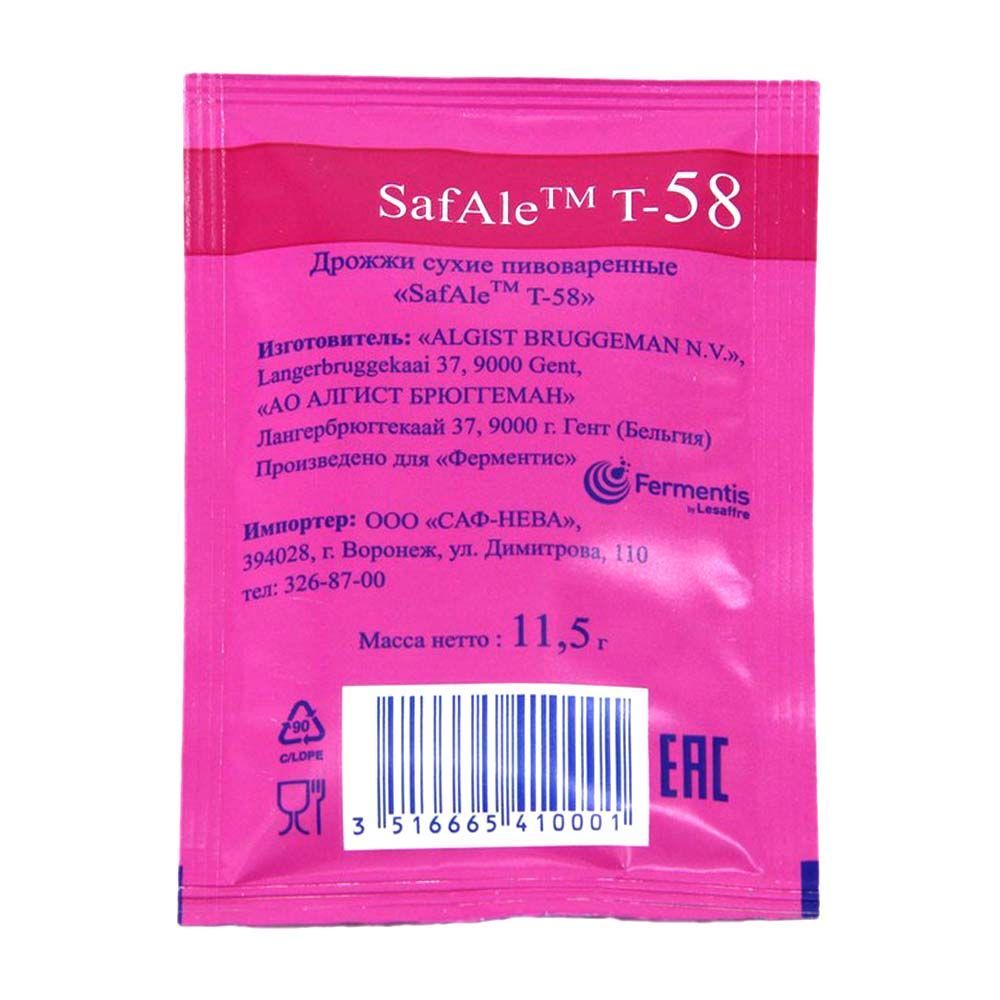 SafAle™ T-58
Дрожжи сухие пивоваренные
«SafAle™ T-58»
Изготовитель: «ALGIST BRUGGEMAN N.V.»,
Langerbruggekaai 37, 9000 Gent,
«АО АЛГИСТ БРЮГГЕМАН»
Лангербрюггекаай 37, 9000 г. Гент (Бельгия)
Произведено для «Ферментис»
Fermentis
by Lesaffre
Импортер: ООО «САФ-НЕВА»,
394028, г. Воронеж, ул. Димитрова, 110
тел: 326-87-00
Масса нетто : 11,5 г
90
C/LDPE
EAC
3 516665 410001